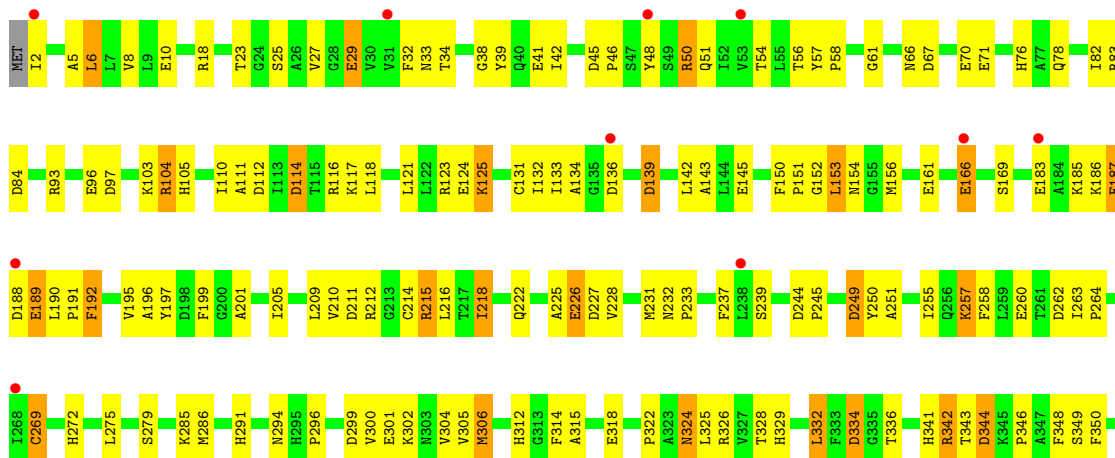 MET I2 A5 L6 L7 V8 L9 E10 R18 T23 G24 S25 A26 V27 G28 E29 V30 V31 F32 N33 T34 G38 Y39 Q40 E41 I42 D45 P46 S47 Y48 S49 R50 Q51 I52 V53 T54 L55 T56 Y57 P58 G61 N66 D67 E70 E71 H76 A77 Q78 I82 R83
D84 R93 E96 D97 K103 R104 H105 I110 A111 D112 I113 D114 T115 R116 K117 L118 L121 L122 R123 E124 K125 C131 I132 I133 A134 G135 D136 D139 L142 A143 L144 E145 F150 P151 G152 L153 N154 G155 M156 E161 E166 S169 E183 A184 K185 K186 E187
D188 E189 L190 P191 F192 V195 A196 Y197 D198 F199 G200 A201 I205 L209 V210 D211 R212 G213 C214 R215 L216 T217 I218 Q222 A225 E226 D227 V228 M231 N232 P233 F237 L238 S239 D244 P245 D249 Y250 A251 I255 Q256 K257 F258 L259 E260 T261 D262 I263 P264
I268 C269 H272 L275 S279 K285 M286 H291 N294 H295 P296 D299 V300 E301 K302 N303 V304 V305 M306 H312 G313 F314 A315 E318 P322 A323 N324 L325 R326 V327 T328 H329 L332 F333 D334 G335 T336 H341 R342 T343 D344 K345 P346 A347 F348 S349 F350